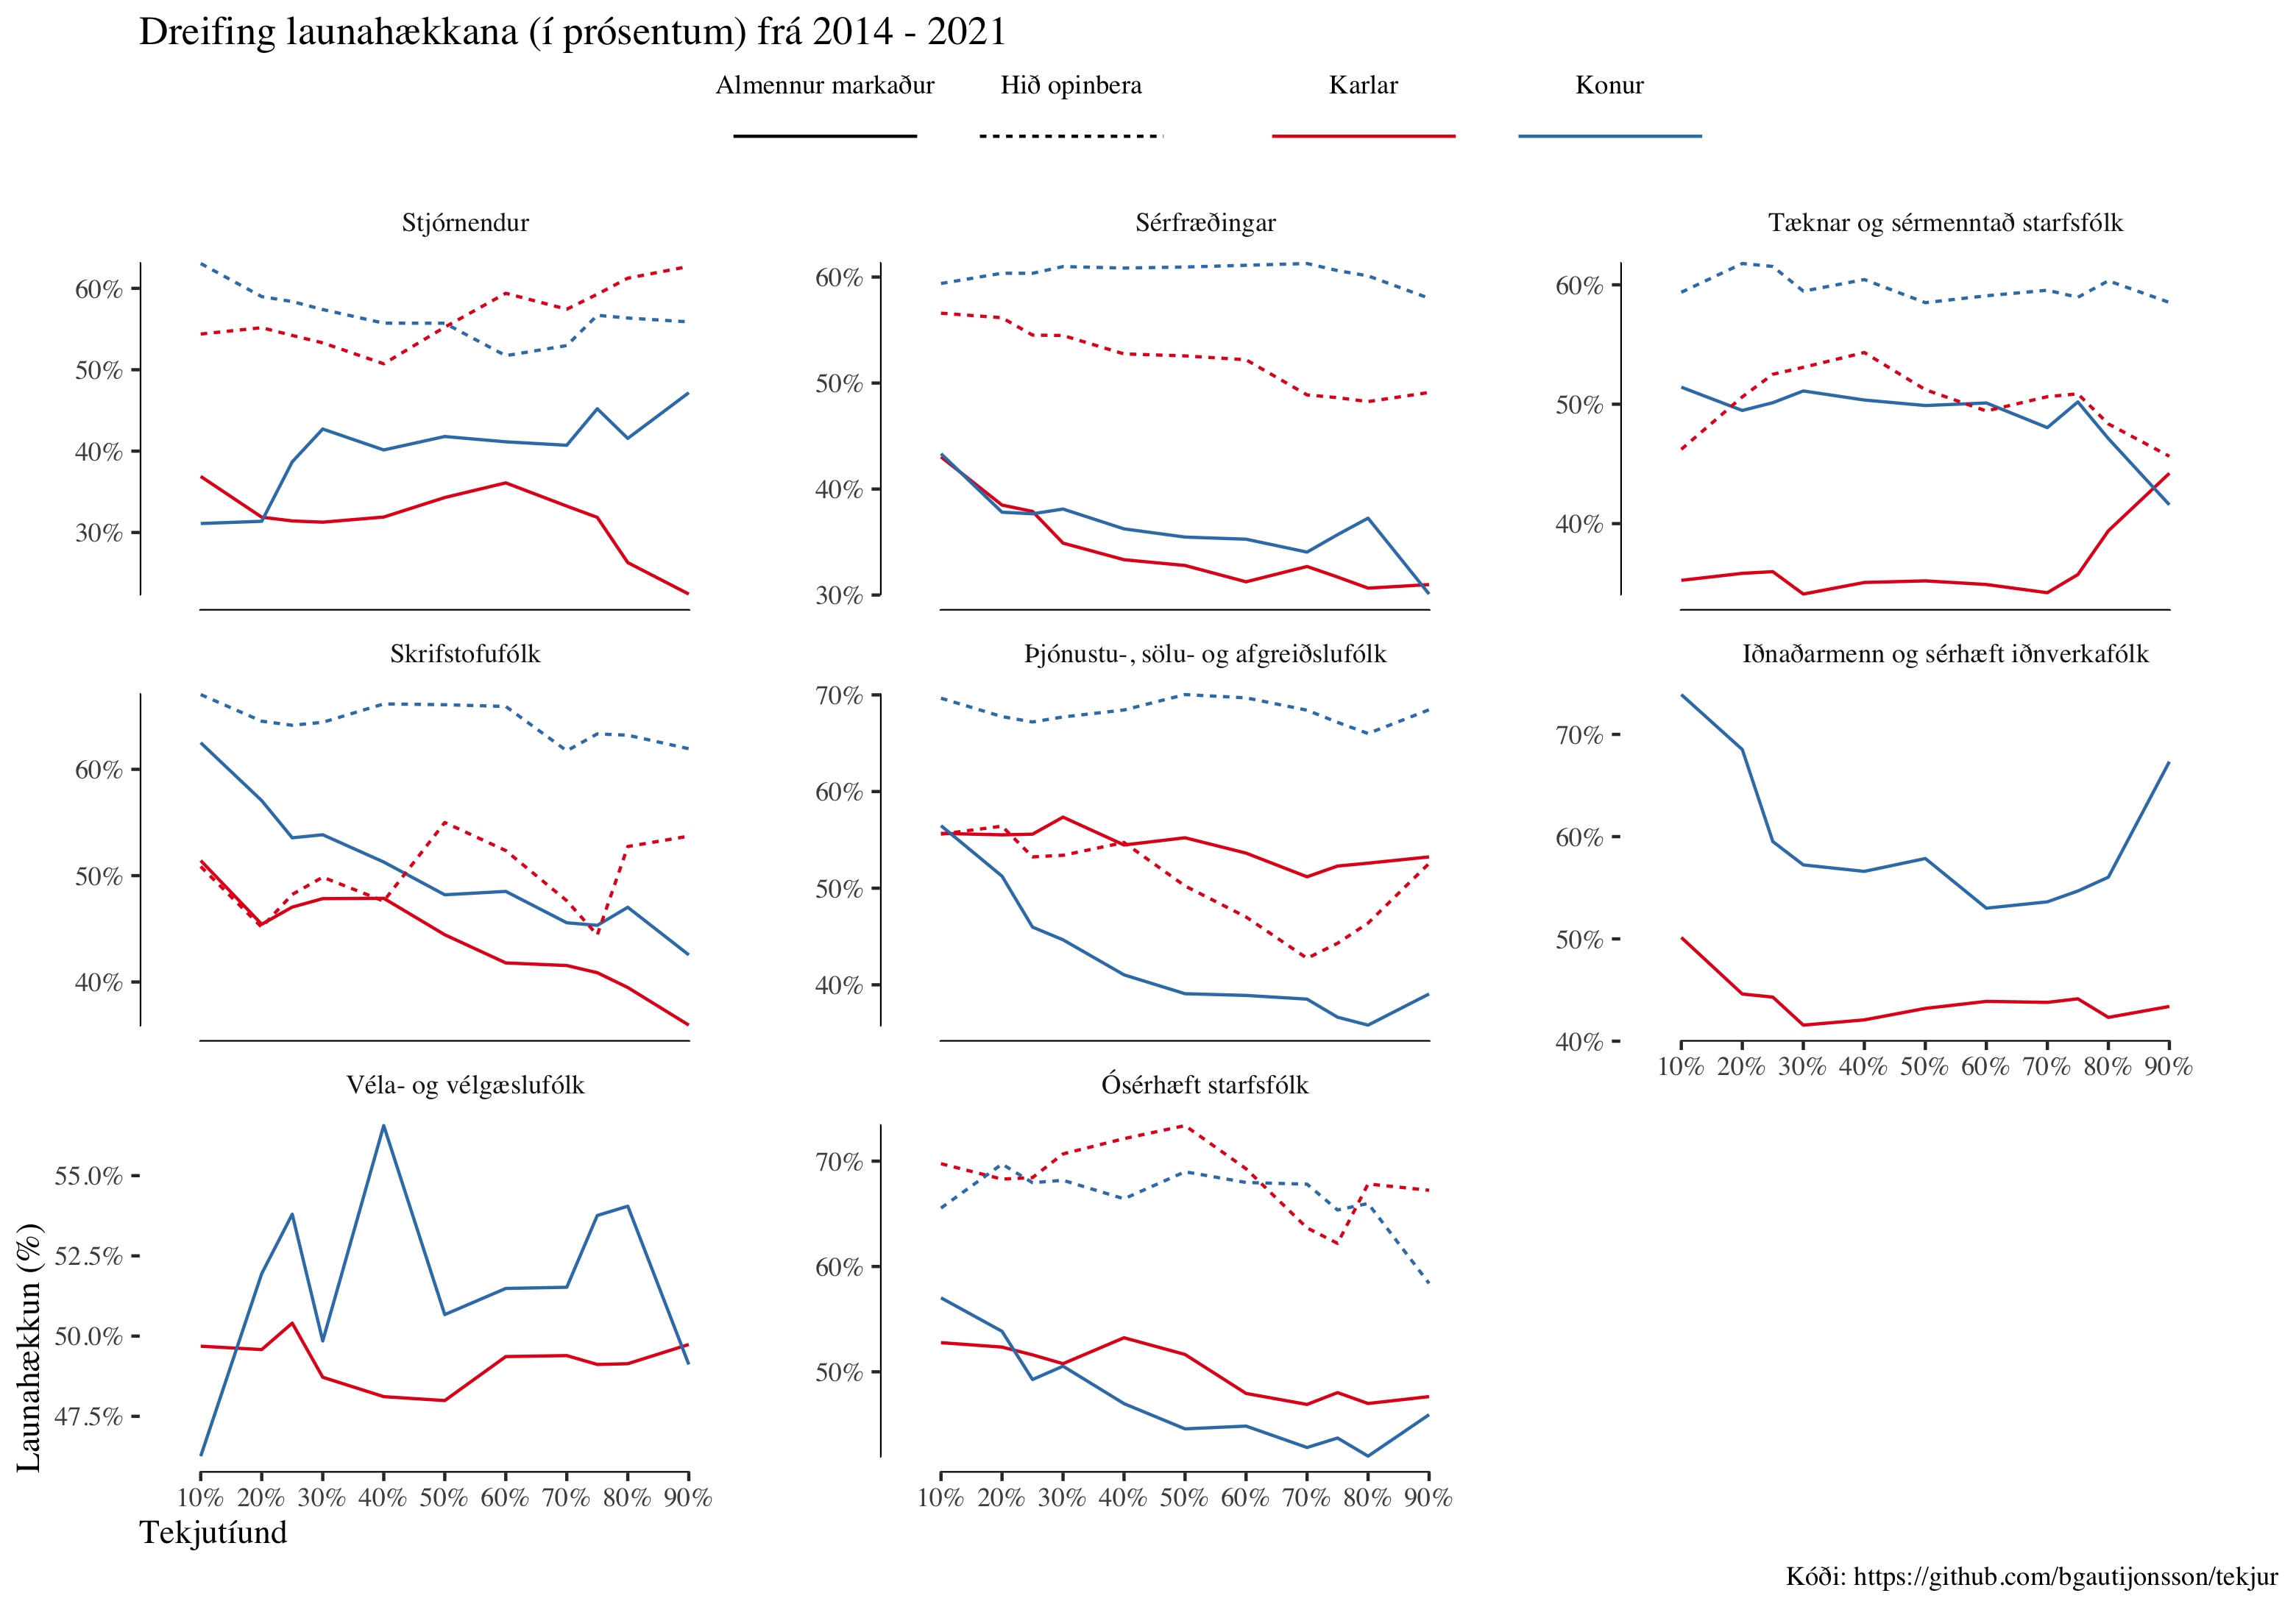 Dreifing launahækkana (í prósentum) frá 2014 - 2021
Almennur markaður Hið opinbera Karlar Konur
Stjórnendur
60%
50%
40%
30%
Sérfræðingar
60%
50%
40%
30%
Tæknar og sérmenntað starfsfólk
60%
50%
40%
Skrifstofufólk
60%
50%
40%
Þjónustu-, sölu- og afgreiðslufólk
70%
60%
50%
40%
Iðnaðarmenn og sérhæft iðnverkafólk
70%
60%
50%
40%
10% 20% 30% 40% 50% 60% 70% 80% 90%
Véla- og vélgæslufólk
55.0%
52.5%
50.0%
47.5%
10% 20% 30% 40% 50% 60% 70% 80% 90%
Ósérhæft starfsfólk
70%
60%
50%
10% 20% 30% 40% 50% 60% 70% 80% 90%
Launahækkun (%)
Tekjutíund
Kóði: https://github.com/bgautijonsson/tekjur